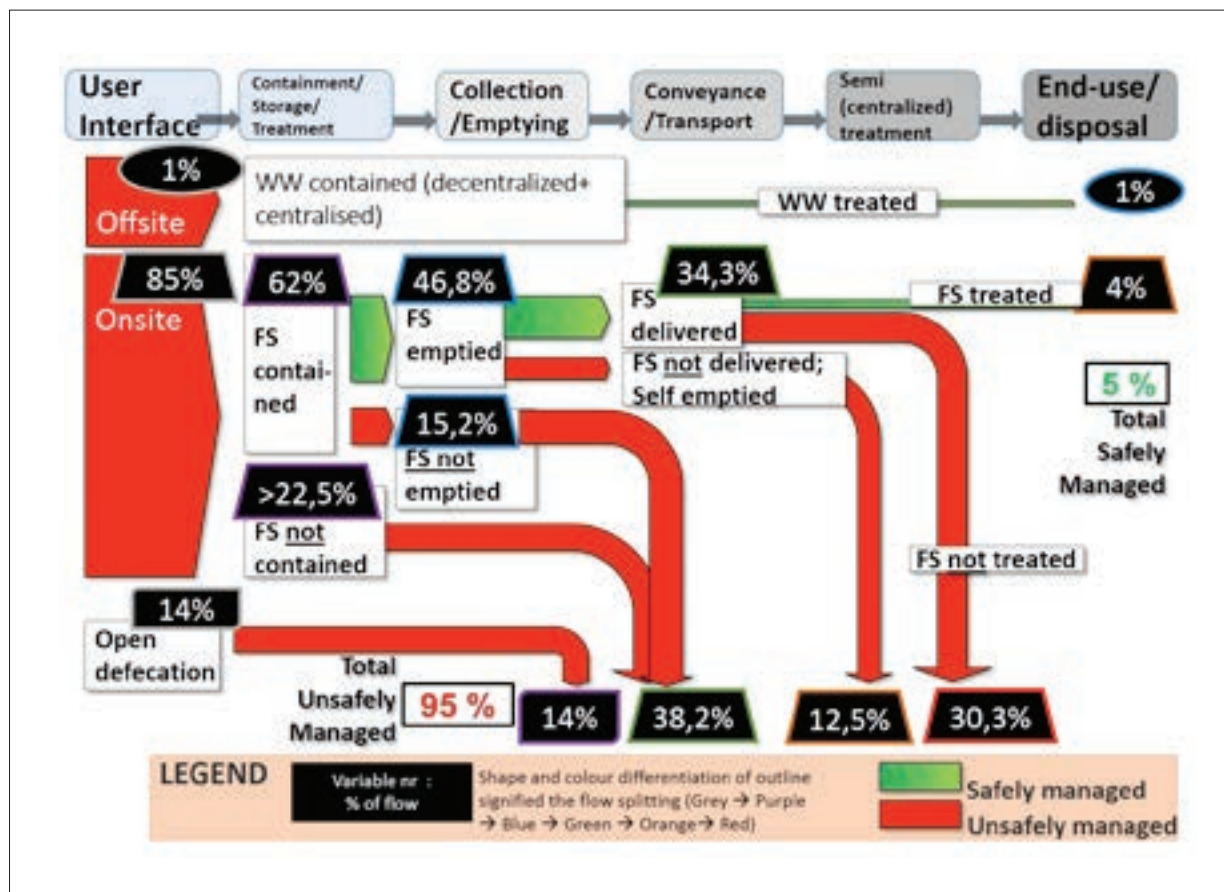 User
Interface
Containment/
Storage/
Treatment
Collection
/Emptying
Conveyance
/Transport
Semi
(centralized)
treatment
End-use/
disposal
1%
Offsite
WW contained (decentralized+
centralised)
WW treated
1%
85%
Onsite
62%
FS
contai-
ned
46,8%
FS
emptied
34,3%
FS
delivered
FS treated
4%
FS not delivered;
Self emptied
15,2%
FS not
emptied
5 %
Total
Safely
Managed
>22,5%
FS not
contained
FS not treated
14%
Open
defecation
Total
Unsafely
Managed
95 %
14%
38,2%
12,5%
30,3%
LEGEND
Variable nr :
% of flow
Shape and colour differentiation of outline
signified the flow splitting (Grey → Purple
→ Blue → Green → Orange→ Red)
Safely managed
Unsafely managed